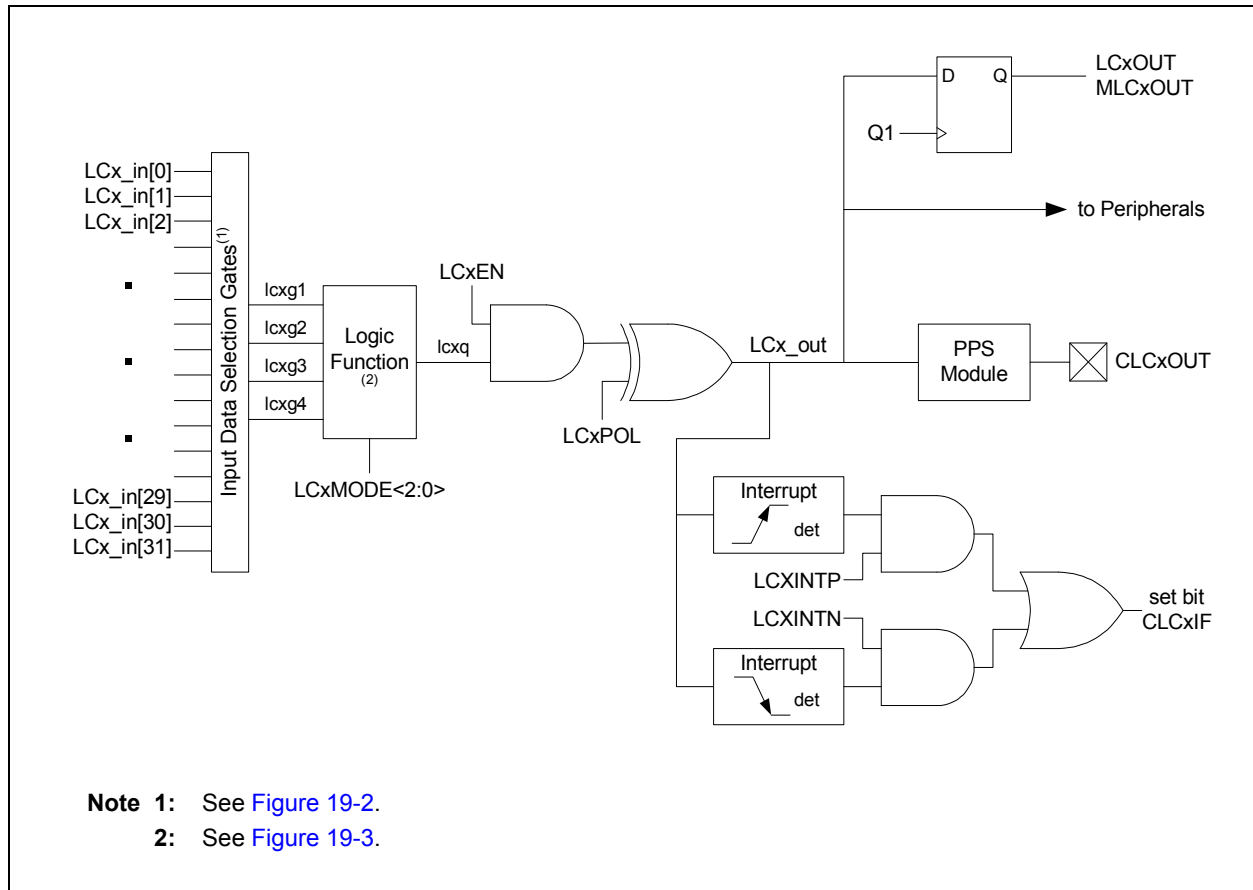 LCx_in[0]
LCx_in[1]
LCx_in[2]
LCx_in[29]
LCx_in[30]
LCx_in[31]
Input Data Selection Gates(1)
lcxg1
lcxg2
lcxg3
lcxg4
Logic
Function
(2)
LCxMODE<2:0>
lcxq
LCxEN
LCxPOL
LCx_out
D Q
Q1
LCxOUT
MLCxOUT
to Peripherals
PPS
Module
CLCxOUT
Interrupt
det
LCXINTP
LCXINTN
Interrupt
det
set bit
CLCxIF
Note 1: See Figure 19-2.
2: See Figure 19-3.